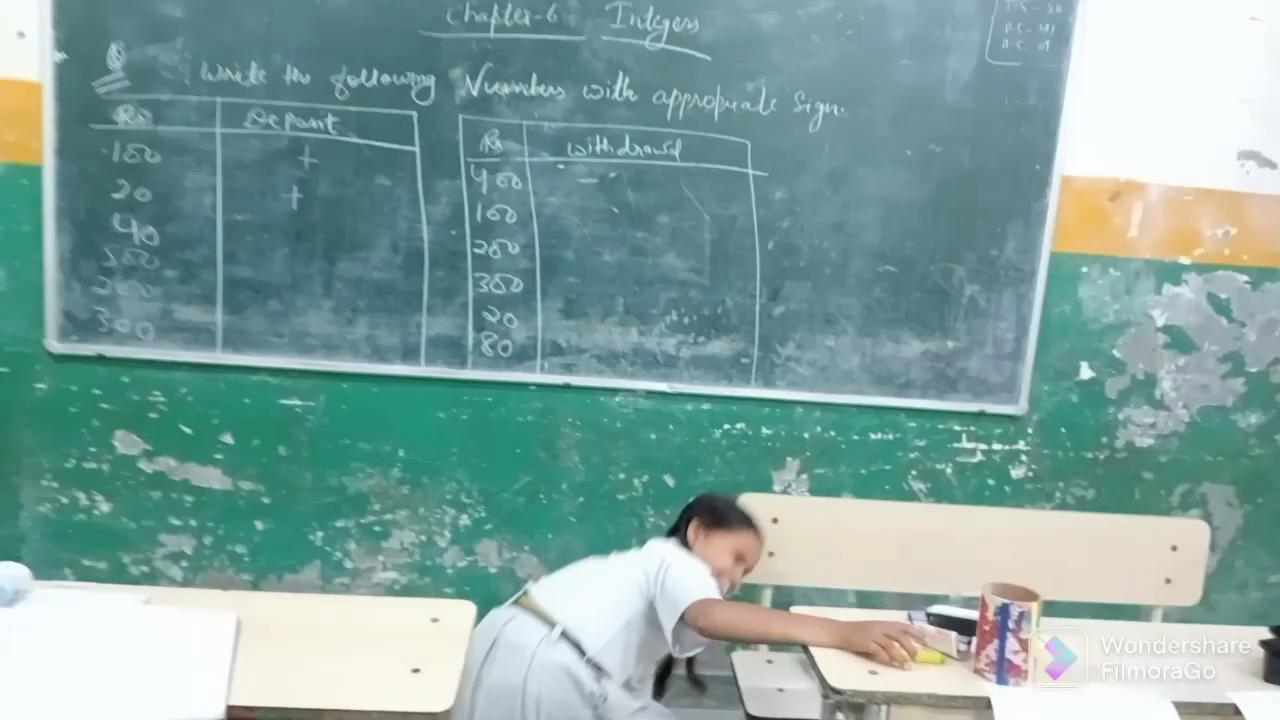 Chapter-6 Integers
Q Write the following Numbers with appropriate Sign.
Rs Deposit
100 +
20 +
40
500
200
300
Rs withdrawal
400 -
100
200
300
20
80
Wondershare
FilmoraGo